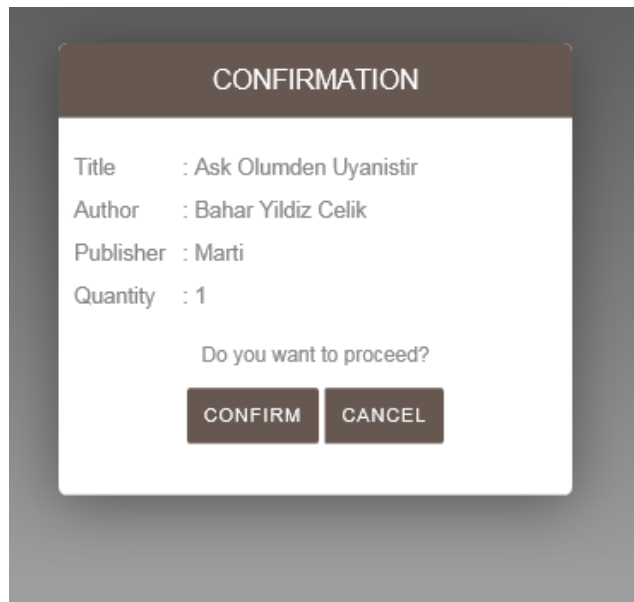 CONFIRMATION
Title : Ask Olumden Uyanistir
Author : Bahar Yildiz Celik
Publisher : Marti
Quantity : 1
Do you want to proceed?
CONFIRM CANCEL